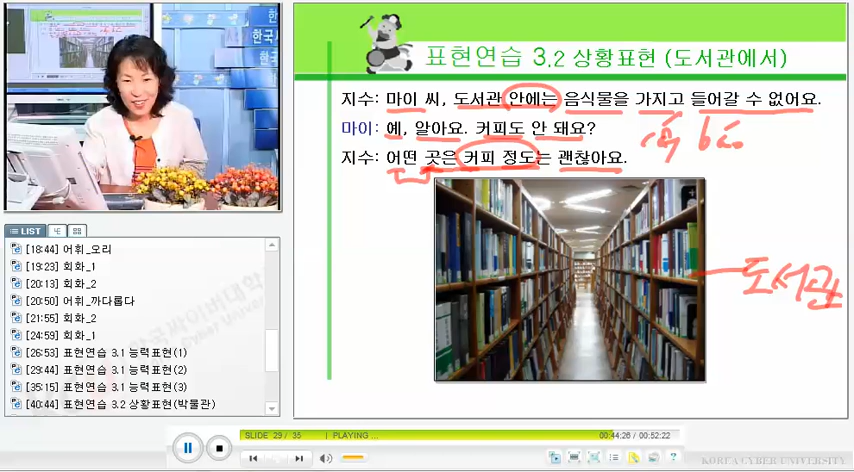 표현연습 3.2 상황표현 (도서관에서)
지수: 마이 씨, 도서관 안에는 음식물을 가지고 들어갈 수 없어요.
마이: 예, 알아요. 커피도 안 돼요?
지수: 어떤 곳은 커피 정도는 괜찮아요.
도서관
LIST
[18:44] 어휘_오리
[19:23] 회화_1
[20:13] 회화_2
[20:50] 어휘_까다롭다
[21:55] 회화_2
[24:59] 회화_1
[26:53] 표현연습 3.1 능력표현(1)
[29:44] 표현연습 3.1 능력표현(2)
[35:15] 표현연습 3.1 능력표현(3)
[40:44] 표현연습 3.2 상황표현(박물관)
SLIDE 29 / 35 | PLAYING ...
00:44:26 / 00:52:22
KOREA CYBER UNIVERSITY